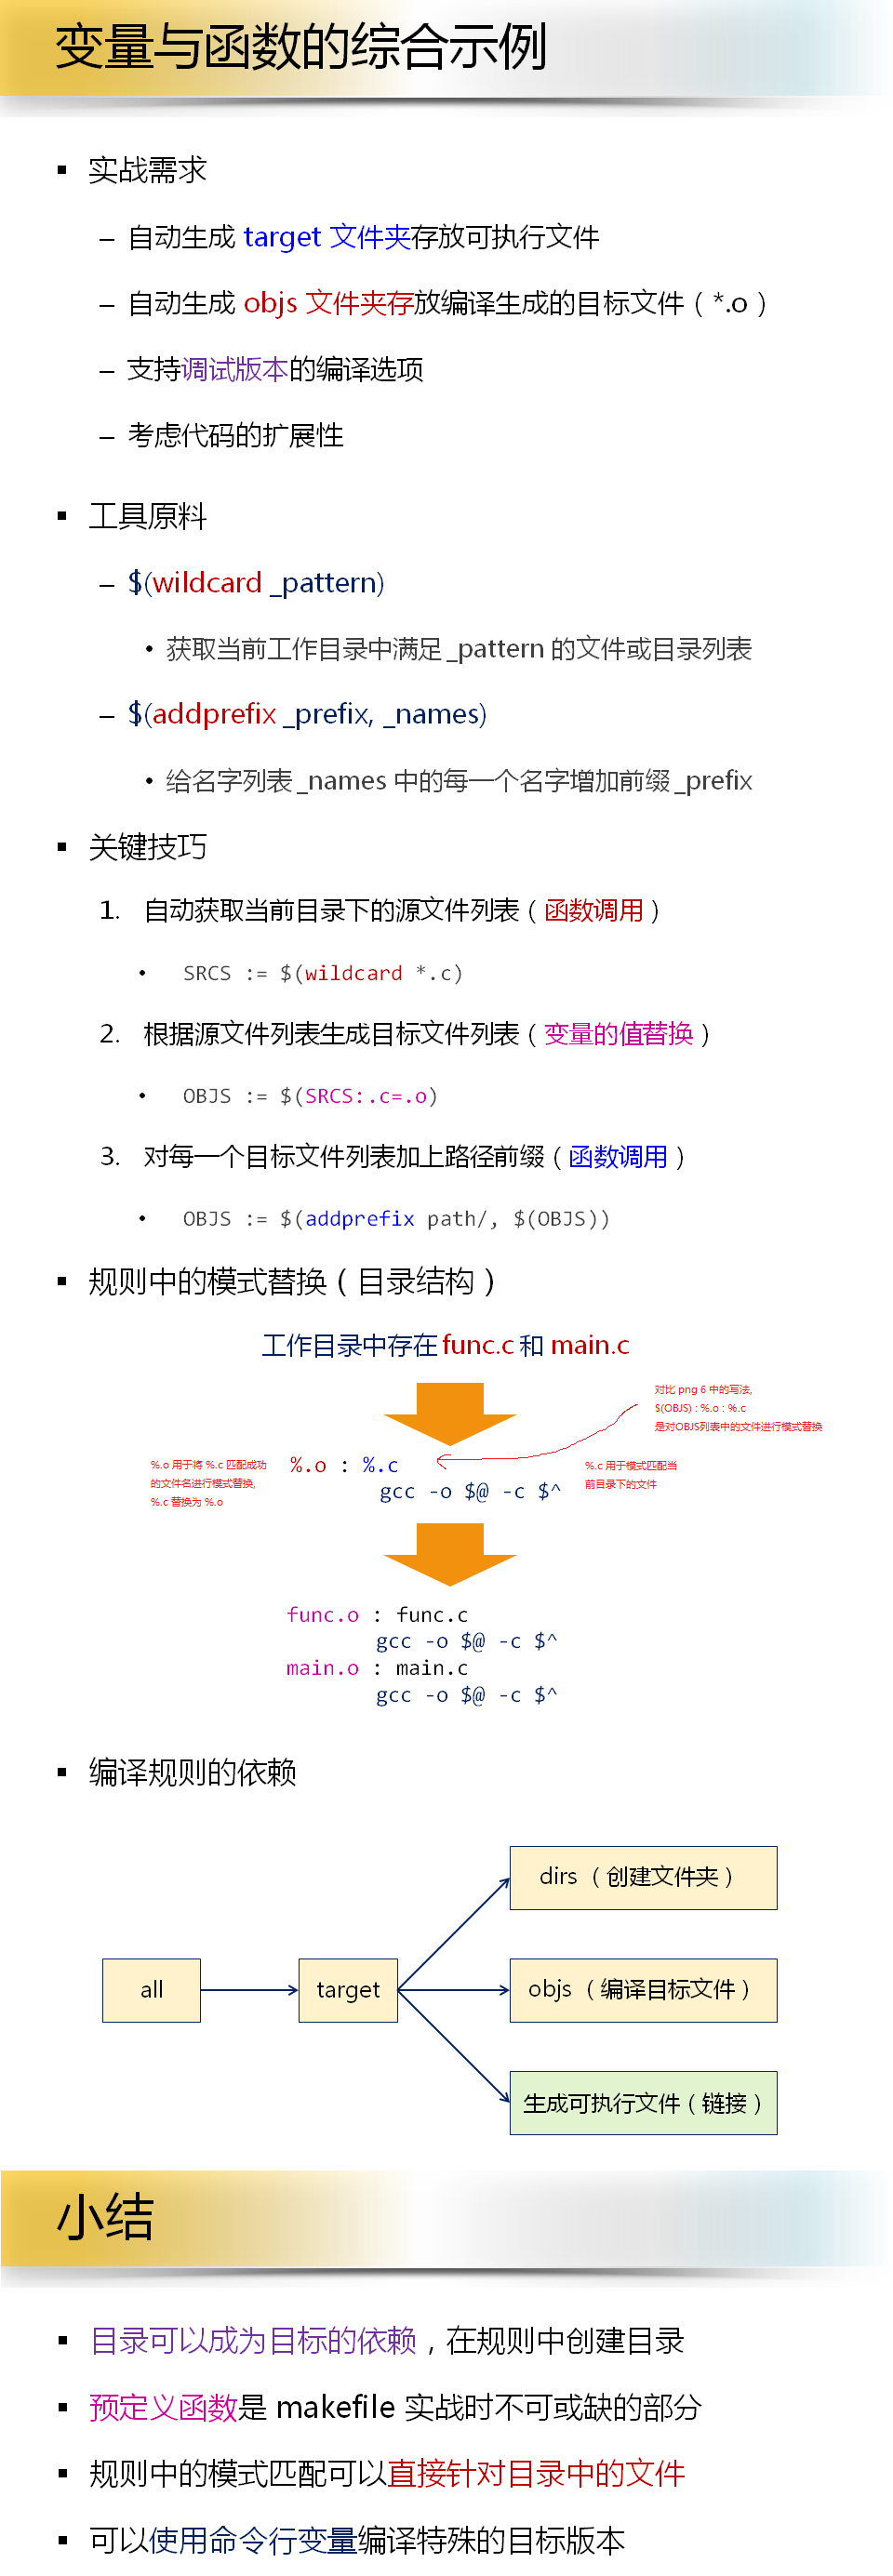 变量与函数的综合示例
▪ 实战需求
– 自动生成 target 文件夹存放可执行文件
– 自动生成 objs 文件夹存放编译生成的目标文件（*.o）
– 支持调试版本的编译选项
– 考虑代码的扩展性
▪ 工具原料
– $(wildcard _pattern)
• 获取当前工作目录中满足 _pattern 的文件或目录列表
– $(addprefix _prefix, _names)
• 给名字列表 _names 中的每一个名字增加前缀 _prefix
▪ 关键技巧
1. 自动获取当前目录下的源文件列表（函数调用）
• SRCS := $(wildcard *.c)
2. 根据源文件列表生成目标文件列表（变量的值替换）
• OBJS := $(SRCS:.c=.o)
3. 对每一个目标文件列表加上路径前缀（函数调用）
• OBJS := $(addprefix path/, $(OBJS))
▪ 规则中的模式替换（目录结构）
工作目录中存在 func.c 和 main.c
对比 png 6 中的写法,
$(OBJS) : %.o : %.c
是对OBJS列表中的文件进行模式替换
%.o 用于将 %.c 匹配成功
的文件名进行模式替换,
%.c 替换为 %.o
%.o : %.c
gcc -o $@ -c $^
%.c 用于模式匹配当
前目录下的文件
func.o : func.c
gcc -o $@ -c $^
main.o : main.c
gcc -o $@ -c $^
▪ 编译规则的依赖
dirs（创建文件夹）
all
target
objs（编译目标文件）
生成可执行文件（链接）
小结
▪ 目录可以成为目标的依赖，在规则中创建目录
▪ 预定义函数是 makefile 实战时不可或缺的部分
▪ 规则中的模式匹配可以直接针对目录中的文件
▪ 可以使用命令行变量编译特殊的目标版本